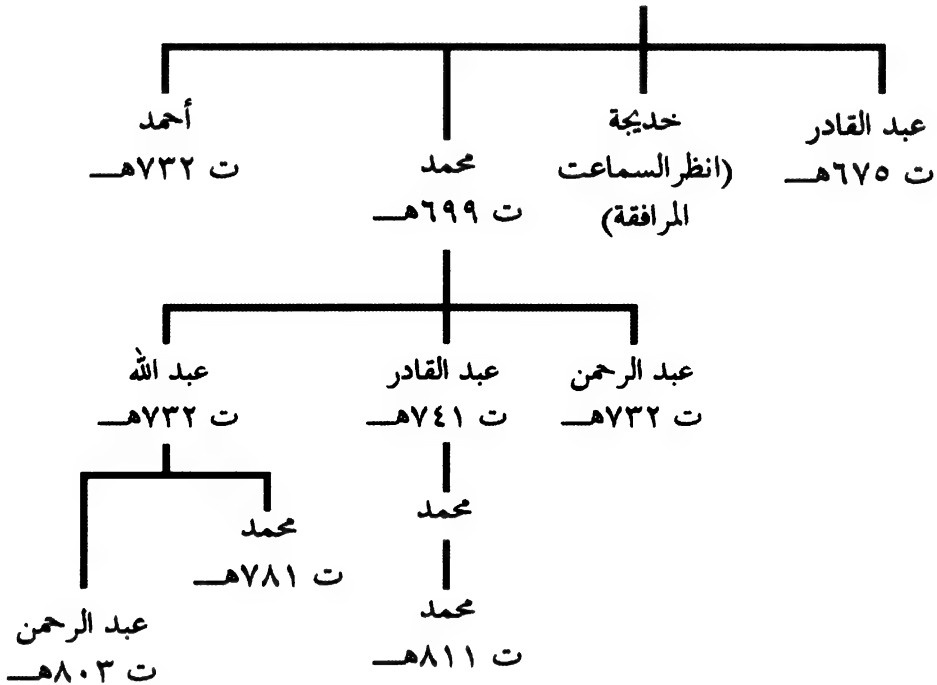 عبد القادر
ت ٦٧٥هـ
خديجة
(انظر السماعت
المرافقة)
محمد
ت ٦٩٩هـ
أحمد
ت ٧٣٢هـ
عبد الرحمن
ت ٧٣٢هـ
عبد القادر
ت ٧٤١هـ
عبد الله
ت ٧٣٢هـ
محمد
محمد
ت ٨١١هـ
محمد
ت ٧٨١هـ
عبد الرحمن
ت ٨٠٣هـ